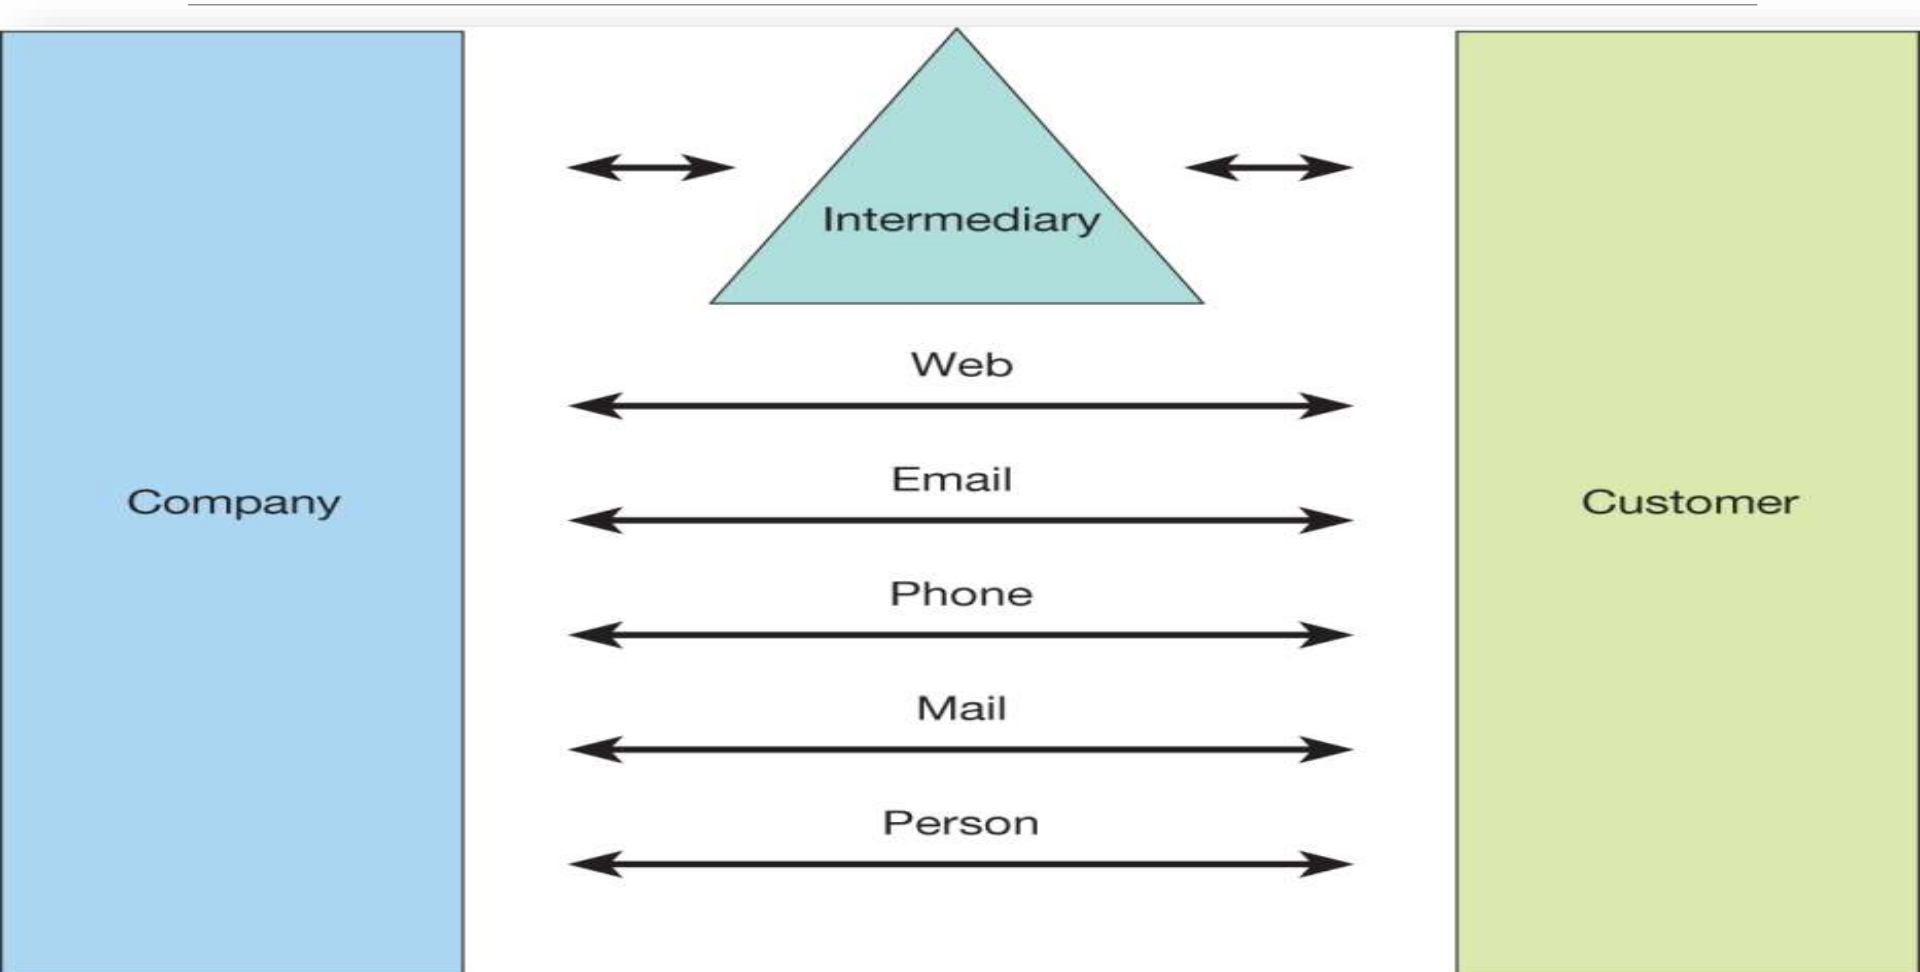 Intermediary
Web
Email
Company
Customer
Phone
Mail
Person